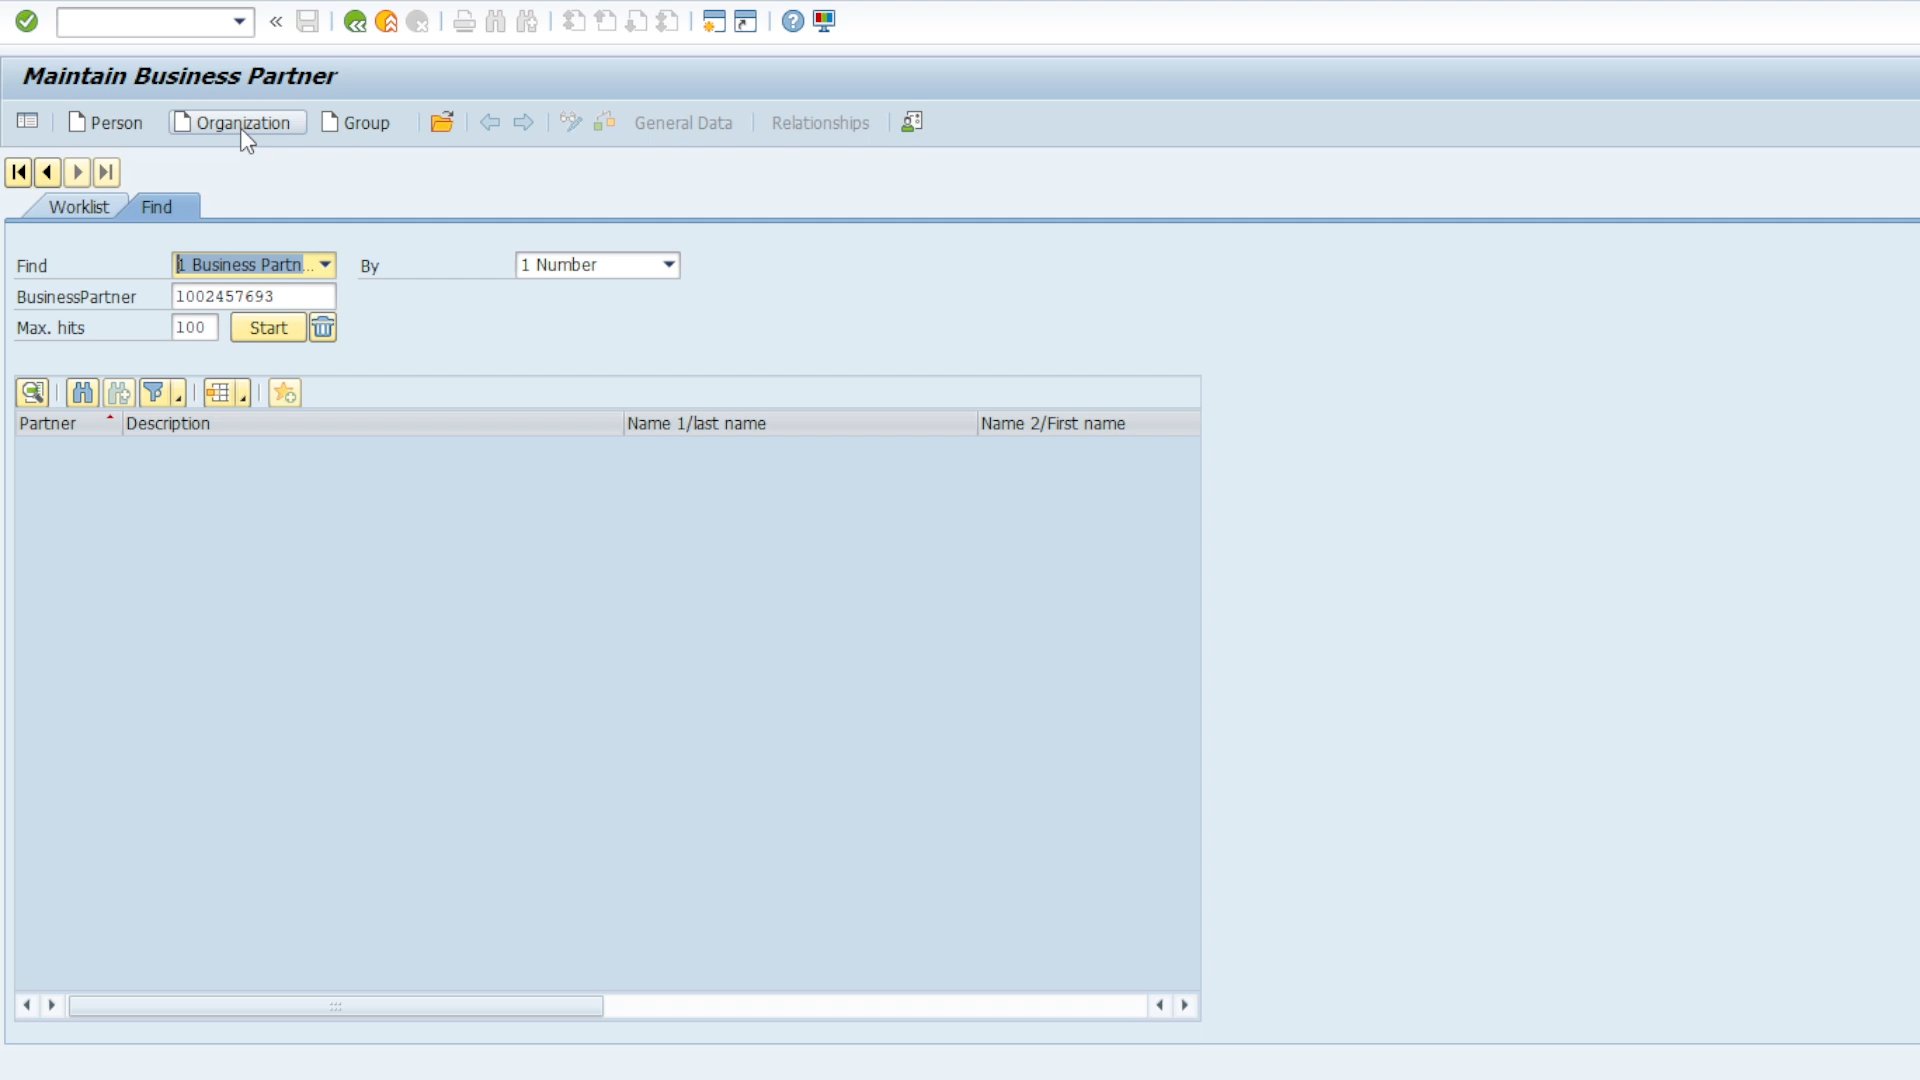 Maintain Business Partner
Person Organization Group General Data Relationships
Worklist Find
Find 1 Business Partn... By 1 Number
BusinessPartner 1002457693
Max. hits 100 Start
Partner Description Name 1/last name Name 2/First name